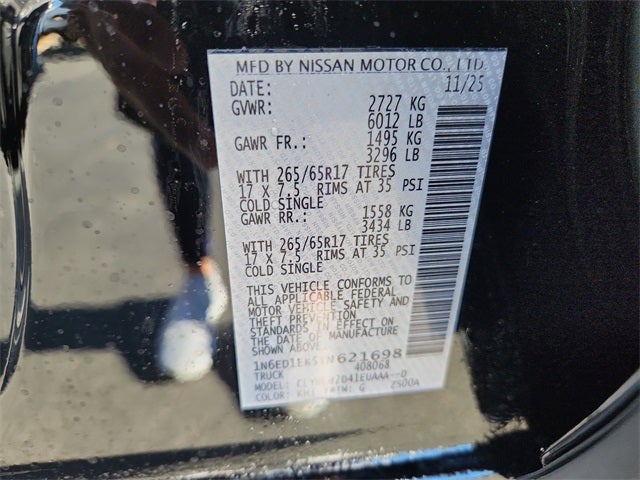 MFD BY NISSAN MOTOR CO., LTD.
DATE: 11/25
GVWR: 2727 KG
6012 LB
GAWR FR.: 1495 KG
3296 LB
WITH 265/65R17 TIRES
17 X 7.5 RIMS AT 35 PSI
COLD SINGLE
GAWR RR.: 1558 KG
3434 LB
WITH 265/65R17 TIRES
17 X 7.5 RIMS AT 35 PSI
COLD SINGLE
THIS VEHICLE CONFORMS TO
ALL APPLICABLE FEDERAL
MOTOR VEHICLE SAFETY AND
THEFT PREVENTION
STANDARDS IN EFFECT ON
THE DATE OF MANUFACTURE
SHOWN ABOVE.
408068
TRUCK
MODEL:
COLOR: TRIM: G 2500A